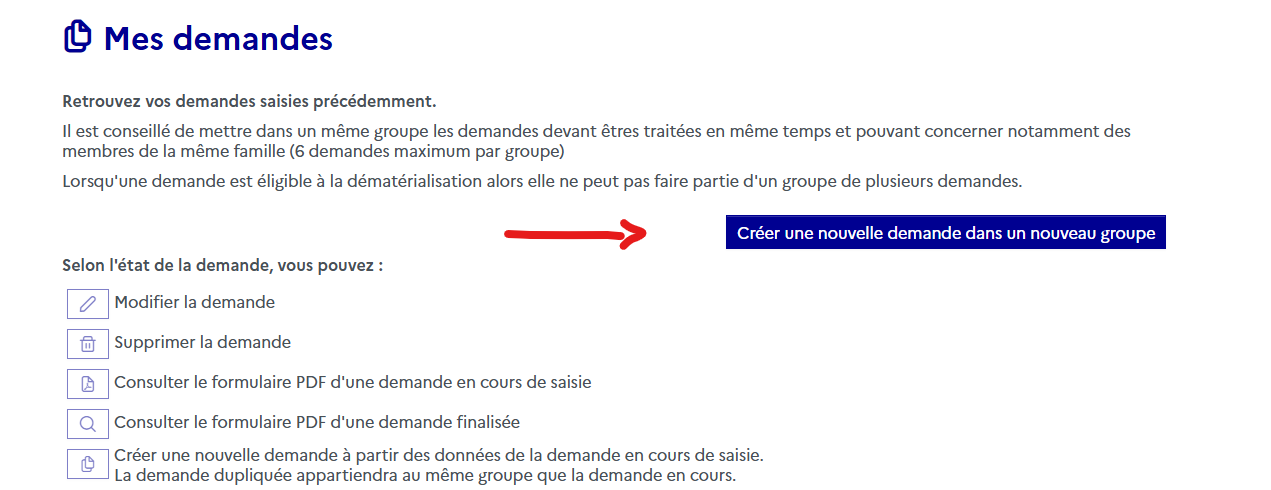 Mes demandes
Retrouvez vos demandes saisies précédemment.
Il est conseillé de mettre dans un même groupe les demandes devant êtres traitées en même temps et pouvant concerner notamment des
membres de la même famille (6 demandes maximum par groupe)
Lorsqu'une demande est éligible à la dématérialisation alors elle ne peut pas faire partie d'un groupe de plusieurs demandes.
Créer une nouvelle demande dans un nouveau groupe
Selon l'état de la demande, vous pouvez :
Modifier la demande
Supprimer la demande
Consulter le formulaire PDF d'une demande en cours de saisie
Consulter le formulaire PDF d'une demande finalisée
Créer une nouvelle demande à partir des données de la demande en cours de saisie.
La demande dupliquée appartiendra au même groupe que la demande en cours.